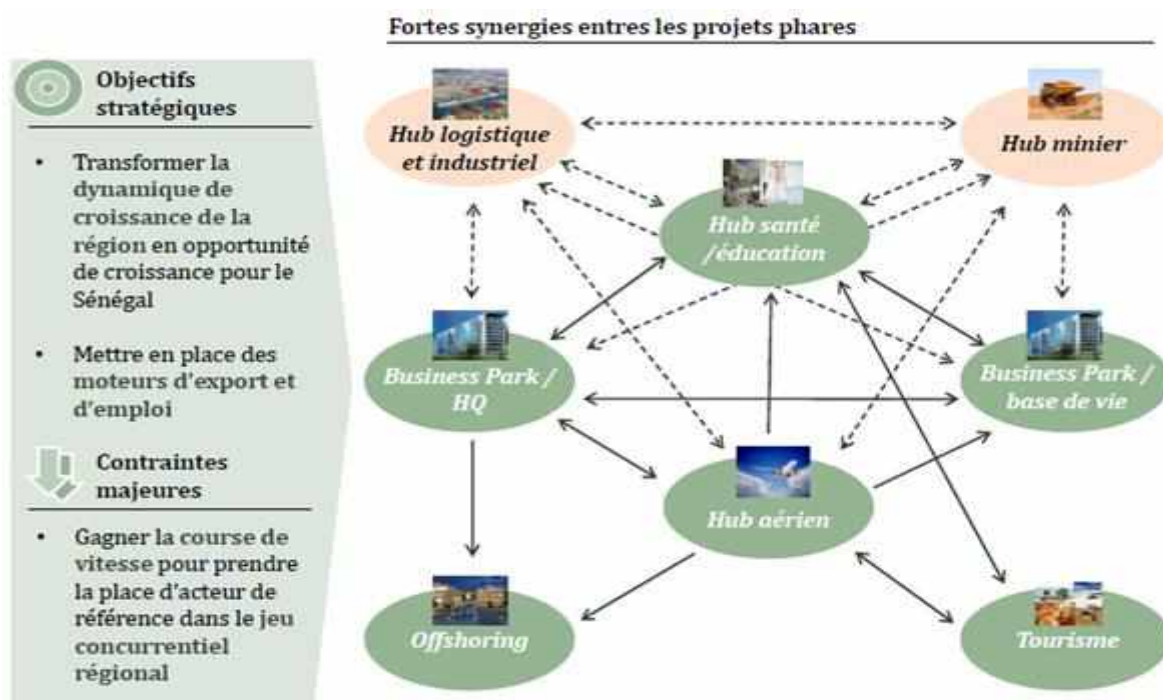 Fortes synergies entres les projets phares
Objectifs
stratégiques
• Transformer la
dynamique de
croissance de la
région en opportunité
de croissance pour le
Sénégal
• Mettre en place des
moteurs d'export et
d'emploi
Contraintes
majeures
• Gagner la course de
vitesse pour prendre
la place d'acteur de
référence dans le jeu
concurrentiel
régional
Hub logistique
et industriel
Hub minier
Hub santé
/éducation
Business Park /
HQ
Business Park /
base de vie
Hub aérien
Offshoring
Tourisme